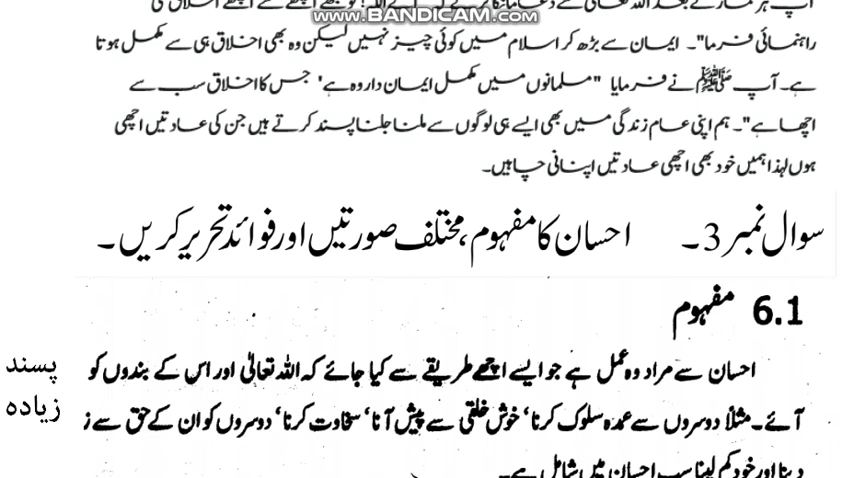 www.BANDICAM.com
آپ ہر نماز کے بعد اللہ تعالیٰ سے دعا مانگا کرتے تھے اچھے سے اچھے اخلاق کی
راہنمائی فرما"۔ ایمان سے بڑھ کر اسلام میں کوئی چیز نہیں لیکن وہ بھی اخلاق ہی سے مکمل ہوتا
ہے۔ آپ ﷺ نے فرمایا "مسلمانوں میں مکمل ایمان دار وہ ہے' جس کا اخلاق سب سے
اچھا ہے"۔ ہم اپنی عام زندگی میں بھی ایسے ہی لوگوں سے ملنا جلنا پسند کرتے ہیں جن کی عادتیں اچھی
ہوں لہذا ہمیں خود بھی اچھی عادتیں اپنانی چاہیں۔
سوال نمبر 3۔ احسان کا مفہوم، مختلف صورتیں اور فوائد تحریر کریں۔
6.1 مفہوم
احسان سے مراد وہ عمل ہے جو ایسے اچھے طریقے سے کیا جائے کہ اللہ تعالیٰ اور اس کے بندوں کو پسند
آئے۔ مثلاً دوسروں سے عمدہ سلوک کرنا' خوش خلقی سے پیش آنا' سخاوت کرنا' دوسروں کو ان کے حق سے ز زیادہ
دینا اور خود کم لینا سب احسان میں شامل ہے۔